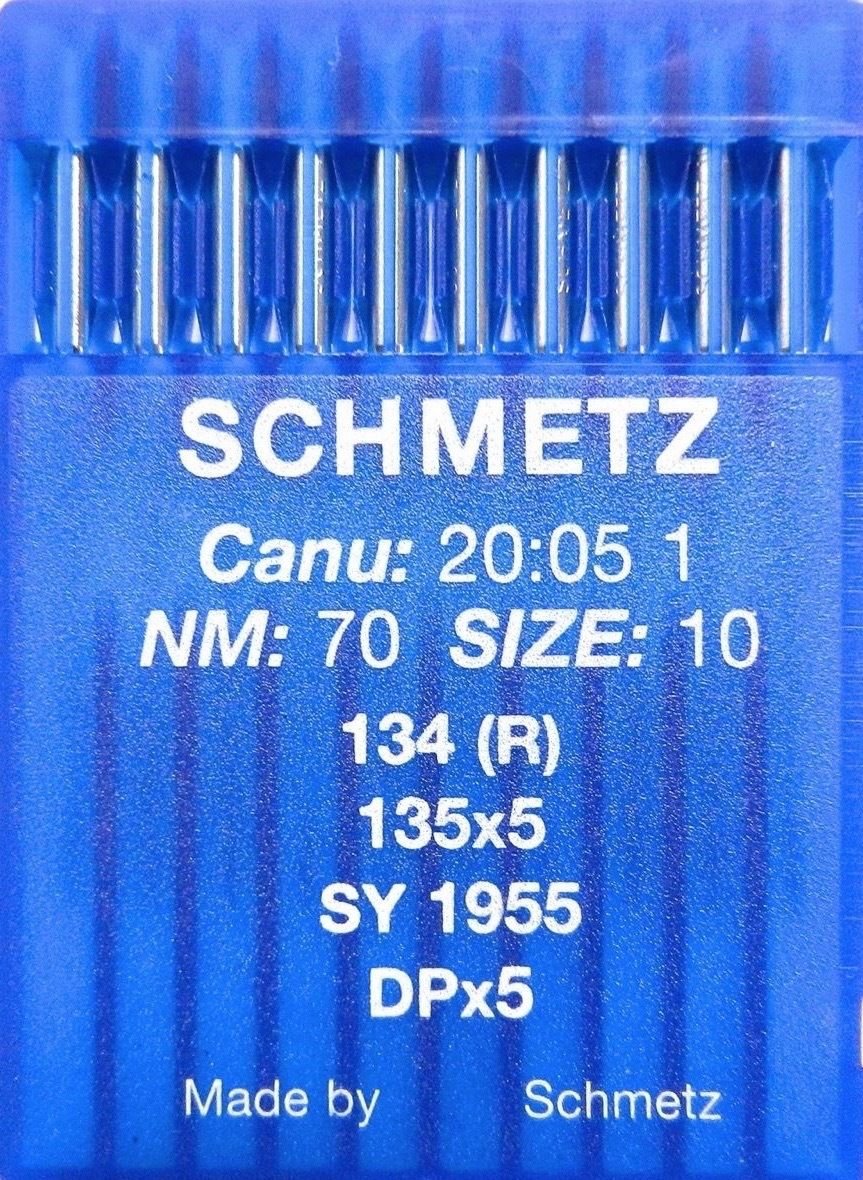 SCHMETZ
Canu: 20:05 1
NM: 70 SIZE: 10
134 (R)
135x5
SY 1955
DPx5
Made by Schmetz